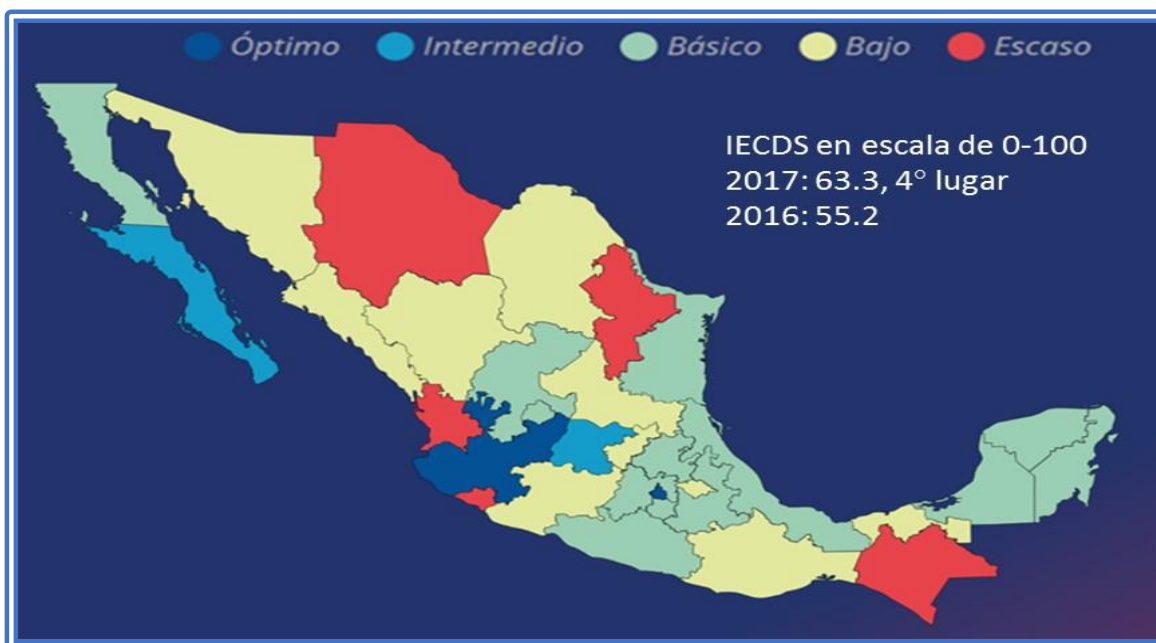 Óptimo Intermedio Básico Bajo Escaso
IECDS en escala de 0-100
2017: 63.3, 4° lugar
2016: 55.2